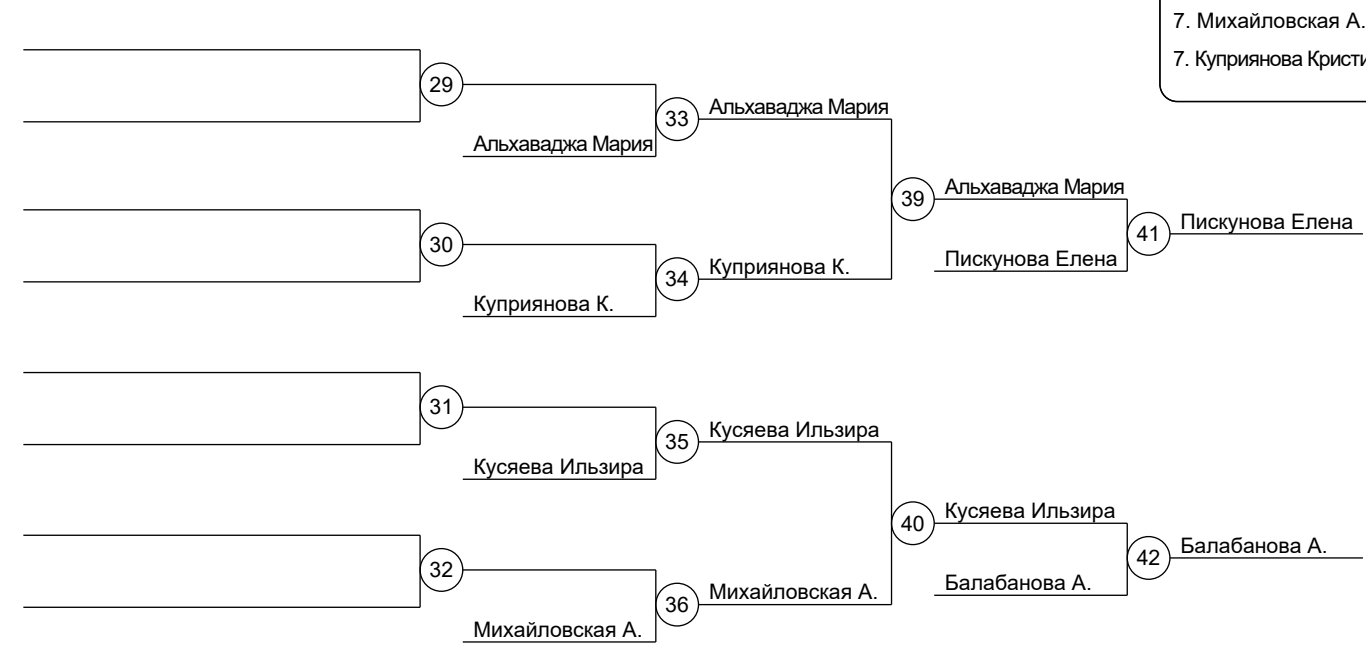 7. Михайловская А.
7. Куприянова Кристи
29
33
Альхаваджа Мария
Альхаваджа Мария
39
Альхаваджа Мария
41
Пискунова Елена
30
34
Куприянова К.
Пискунова Елена
Куприянова К.
31
35
Кусяева Ильзира
Кусяева Ильзира
40
Кусяева Ильзира
42
Балабанова А.
32
36
Михайловская А.
Балабанова А.
Михайловская А.